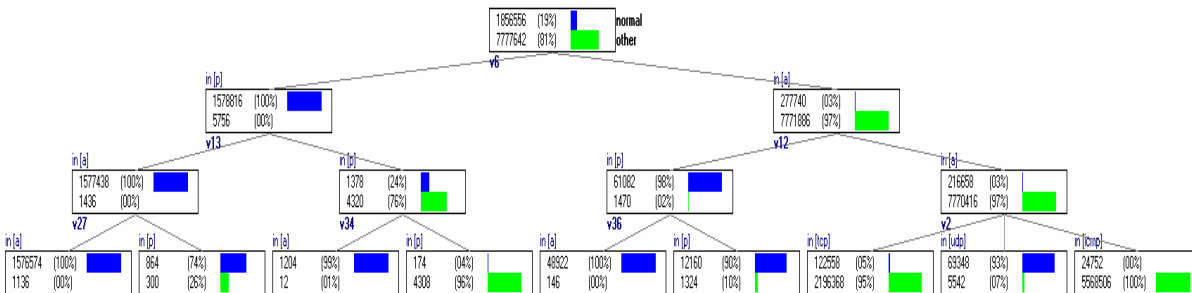 1856556 (19%) normal
7777642 (81%) other
v6
in [p]
1578816 (100%)
5756 (00%)
v13
in [a]
277740 (03%)
7771886 (97%)
v12
in [a]
1577438 (100%)
1436 (00%)
v27
in [p]
1378 (24%)
4320 (76%)
v34
in [p]
61082 (98%)
1470 (02%)
v36
in [a]
216658 (03%)
7770416 (97%)
v2
in [a]
1576574 (100%)
1136 (00%)
in [p]
864 (74%)
300 (26%)
in [a]
1204 (99%)
12 (01%)
in [p]
174 (04%)
4308 (96%)
in [a]
48922 (100%)
146 (00%)
in [p]
12160 (90%)
1324 (10%)
in [tcp]
122558 (05%)
2196368 (95%)
in [udp]
69348 (93%)
5542 (07%)
in [icmp]
24752 (00%)
5568506 (100%)